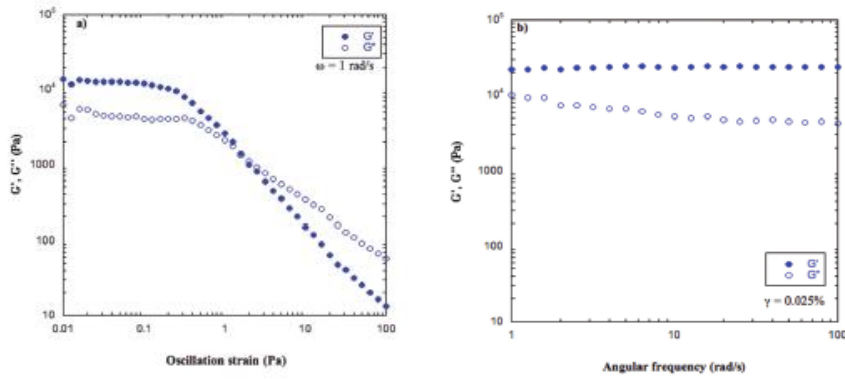 a)
G'
G"
ω = 1 rad/s
10⁵
10⁴
1000
100
10
G', G" (Pa)
0.01
0.1
1
10
100
Oscillation strain (Pa)
b)
10⁵
10⁴
1000
100
10
G', G" (Pa)
G'
G"
γ = 0.025%
1
10
100
Angular frequency (rad/s)